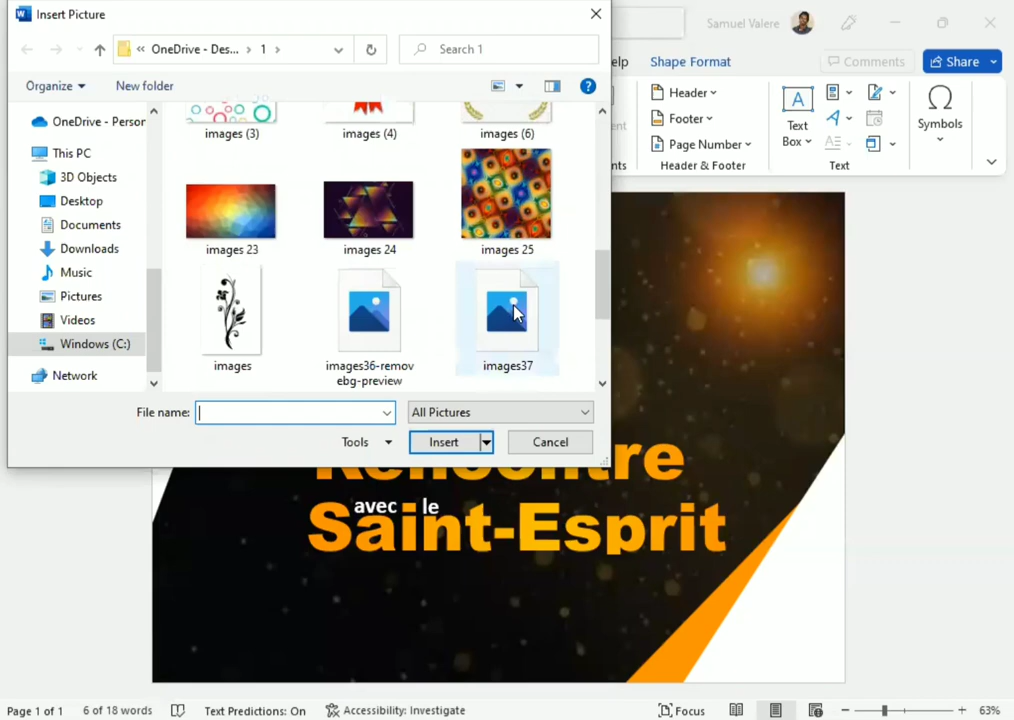 Insert Picture
Samuel Valere
« OneDrive - Des... › 1 ›
Search 1
elp
Shape Format
Comments
Share
Organize
New folder
OneDrive - Person
This PC
3D Objects
Desktop
Documents
Downloads
Music
Pictures
Videos
Windows (C:)
Network
images (3)
images (4)
images (6)
images 23
images 24
images 25
images
images36-remov
ebg-preview
images37
File name:
All Pictures
Tools
Insert
Cancel
Header
Footer
Page Number
Header & Footer
Text
Box
Text
Symbols
Rencontre
avec le
Saint-Esprit
Page 1 of 1
6 of 18 words
Text Predictions: On
Accessibility: Investigate
Focus
63%